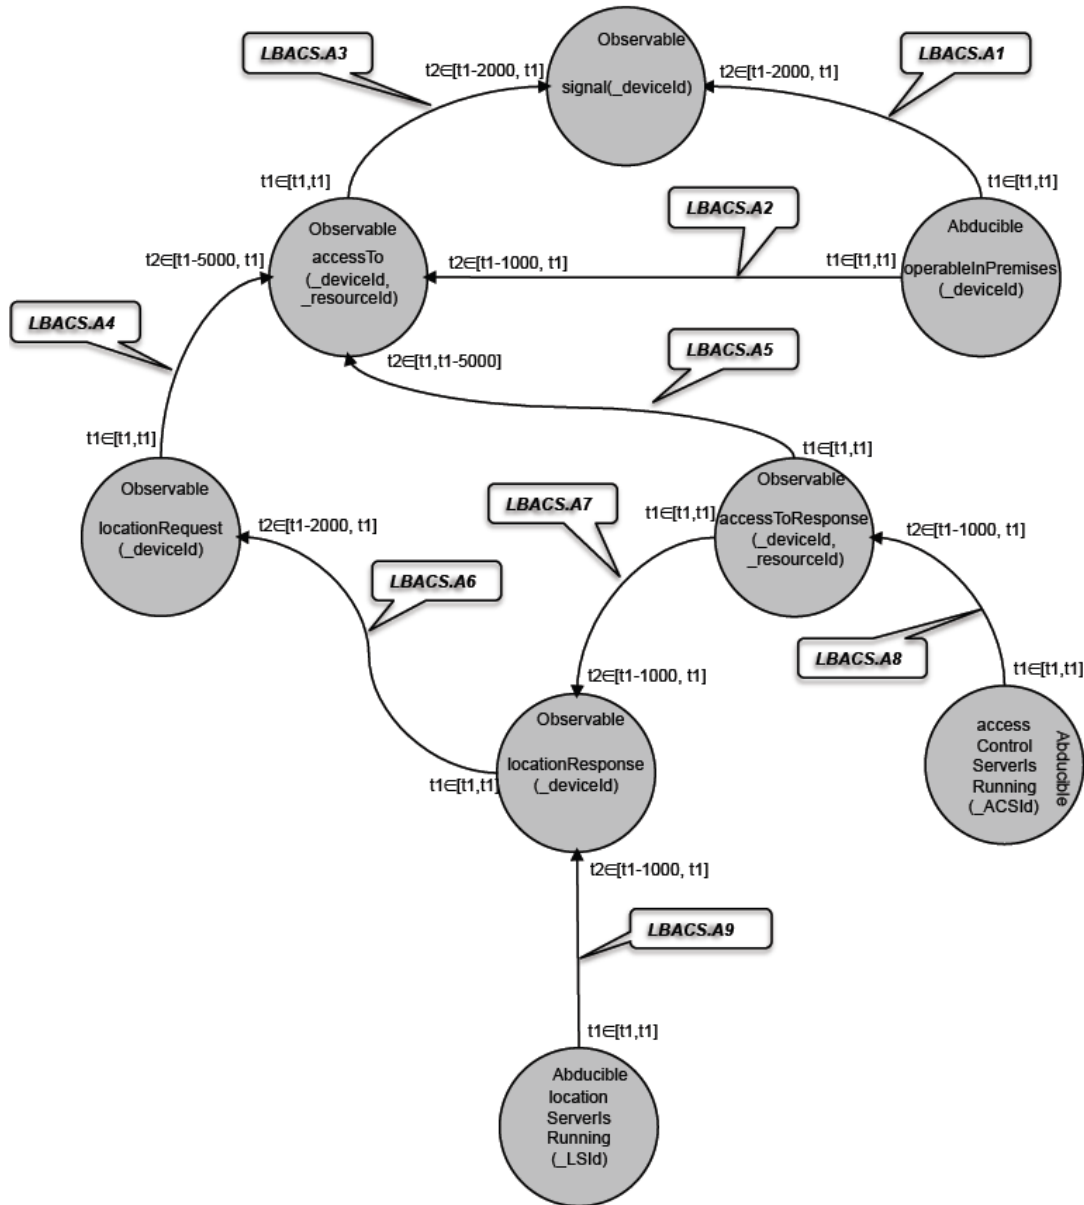 LBACS.A3
Observable
LBACS.A1
t2∈[t1-2000, t1]
t2∈[t1-2000, t1]
signal(_deviceId)
t1∈[t1,t1]
t1∈[t1,t1]
LBACS.A2
Observable
accessTo
(_deviceId,
_resourceId)
Abducible
operableInPremises
(_deviceId)
t2∈[t1-5000, t1]
t2∈[t1-1000, t1]
t1∈[t1,t1]
LBACS.A4
t2∈[t1,t1-5000]
LBACS.A5
t1∈[t1,t1]
t1∈[t1,t1]
Observable
locationRequest
(_deviceId)
t2∈[t1-2000, t1]
LBACS.A7
t1∈[t1,t1]
Observable
accessToResponse
(_deviceId,
_resourceId)
t2∈[t1-1000, t1]
LBACS.A6
LBACS.A8
t2∈[t1-1000, t1]
t1∈[t1,t1]
Observable
locationResponse
(_deviceId)
t1∈[t1,t1]
access
Control
ServerIs
Running
(_ACSId)
Abducible
t2∈[t1-1000, t1]
LBACS.A9
t1∈[t1,t1]
Abducible
location
ServerIs
Running
(_LSId)